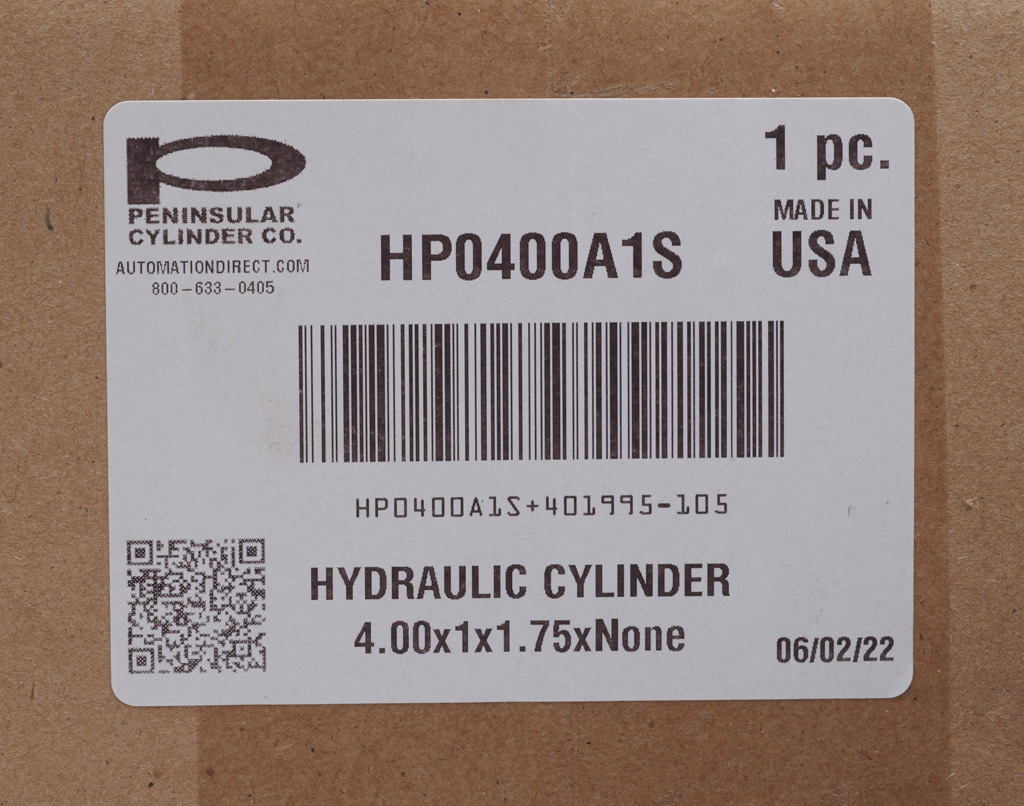 PENINSULAR
CYLINDER CO.
AUTOMATIONDIRECT.COM
800-633-0405
1 pc.
MADE IN
USA
HP0400A1S
HP0400A1S+401995-105
HYDRAULIC CYLINDER
4.00x1x1.75xNone
06/02/22